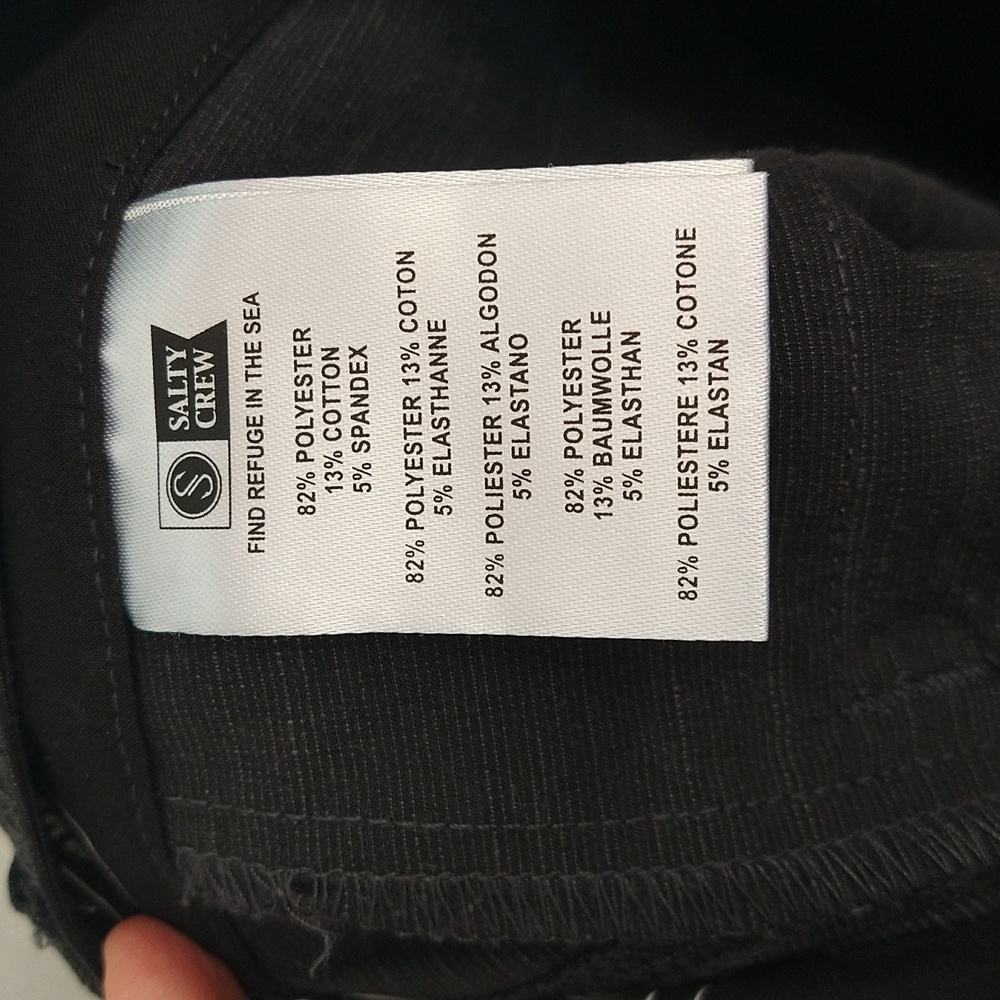 SALTY
CREW
FIND REFUGE IN THE SEA
82% POLYESTER
13% COTTON
5% SPANDEX
82% POLYESTER 13% COTON
5% ELASTHANNE
82% POLIESTER 13% ALGODON
5% ELASTANO
82% POLYESTER
13% BAUMWOLLE
5% ELASTHAN
82% POLIESTERE 13% COTONE
5% ELASTAN